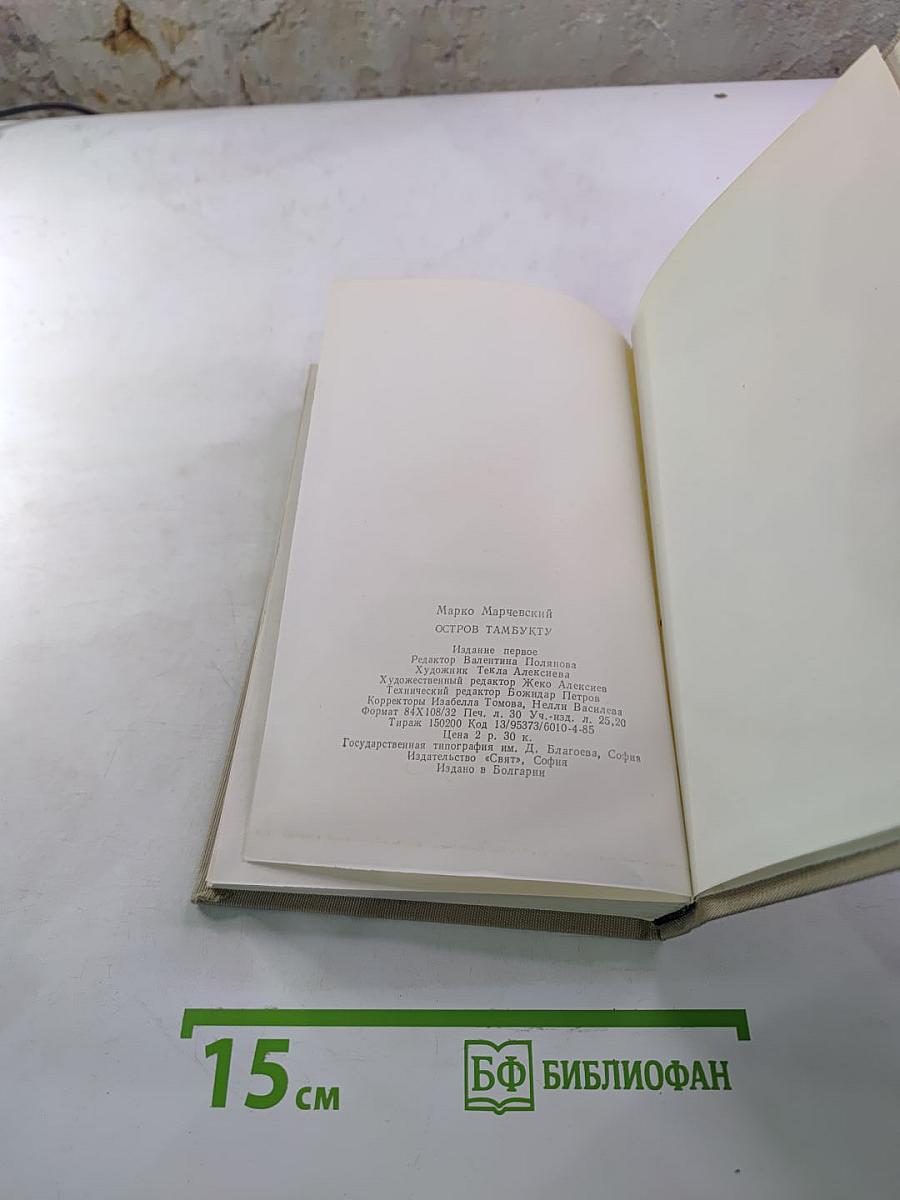 Марко Марчевский
ОСТРОВ ТАМБУКТУ
Издание первое
Редактор Валентина Полянова
Художник Текла Алексиева
Художественный редактор Жеко Алексиев
Технический редактор Божидар Петров
Корректоры Изабелла Томова, Нелли Василева
Формат 84X108/32 Печ. л. 30 Уч.-изд. л. 25,20
Тираж 150200 Код 13/95373/6010-4-85
Цена 2 р. 30 к.
Государственная типография им. Д. Благоева, София
Издательство «Свят», София
Издано в Болгарии
15 см
БФ БИБЛИОФАН